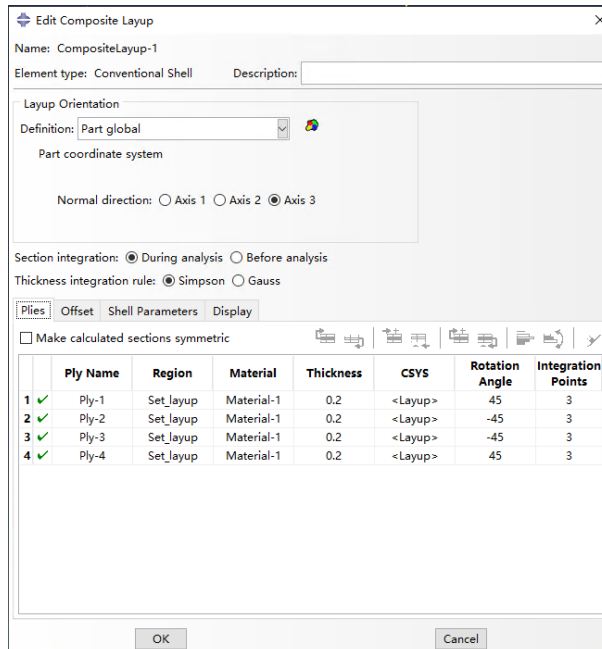 Edit Composite Layup
Name: CompositeLayup-1
Element type: Conventional Shell Description:
Layup Orientation
Definition: Part global
Part coordinate system
Normal direction: Axis 1 Axis 2 Axis 3
Section integration: During analysis Before analysis
Thickness integration rule: Simpson Gauss
Plies Offset Shell Parameters Display
Make calculated sections symmetric
Ply Name Region Material Thickness CSYS Rotation Angle Integration Points
1 Ply-1 Set_layup Material-1 0.2 <Layup> 45 3
2 Ply-2 Set_layup Material-1 0.2 <Layup> -45 3
3 Ply-3 Set_layup Material-1 0.2 <Layup> -45 3
4 Ply-4 Set_layup Material-1 0.2 <Layup> 45 3
OK Cancel